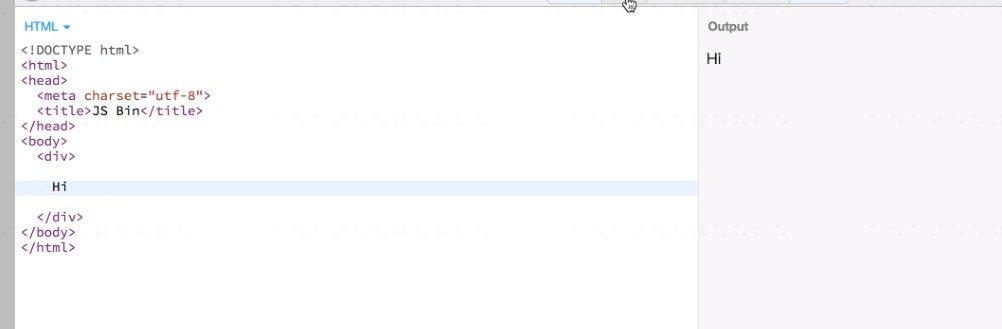 HTML
Output
<!DOCTYPE html>
<html>
<head>
  <meta charset="utf-8">
  <title>JS Bin</title>
</head>
<body>
  <div>
    Hi
  </div>
</body>
</html>
Hi